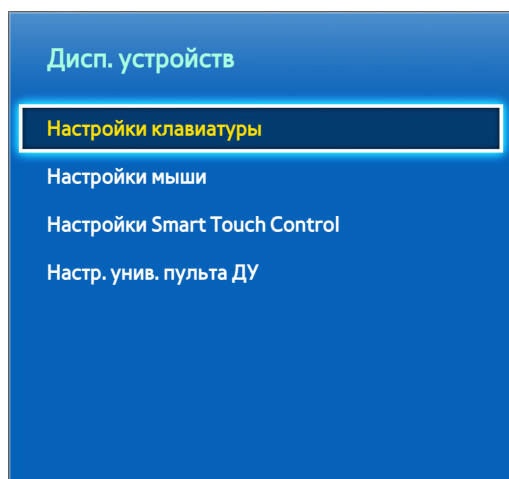 Дисп. устройств
Настройки клавиатуры
Настройки мыши
Настройки Smart Touch Control
Настр. унив. пульта ДУ